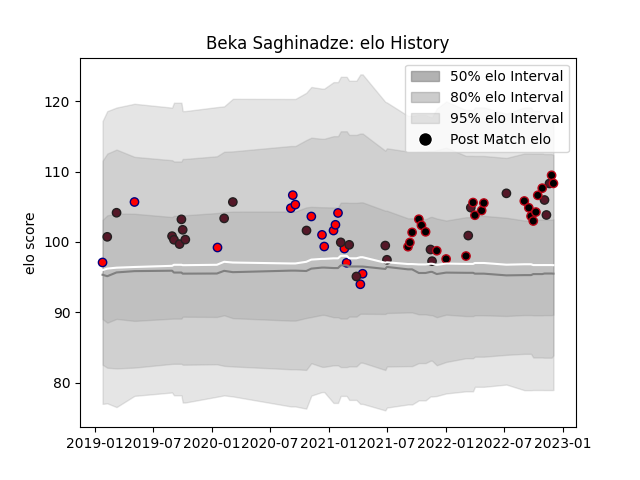 Beka Saghinadze: elo History
50% elo Interval
80% elo Interval
95% elo Interval
Post Match elo
elo score
120
110
100
90
80
2019-01 2019-07 2020-01 2020-07 2021-01 2021-07 2022-01 2022-07 2023-01